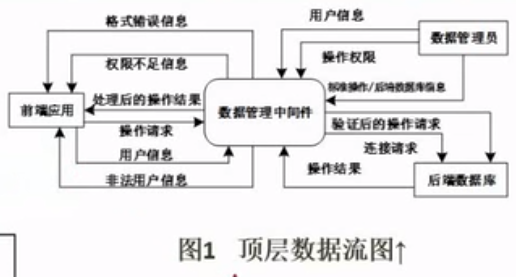 格式错误信息
用户信息
数据管理员
权限不足信息
操作权限
处理后的操作结果
标准操作/后端数据库信息
前端应用
数据管理中间件
操作请求
验证后的操作请求
用户信息
连接请求
非法用户信息
操作结果
后端数据库
图1 顶层数据流图↑